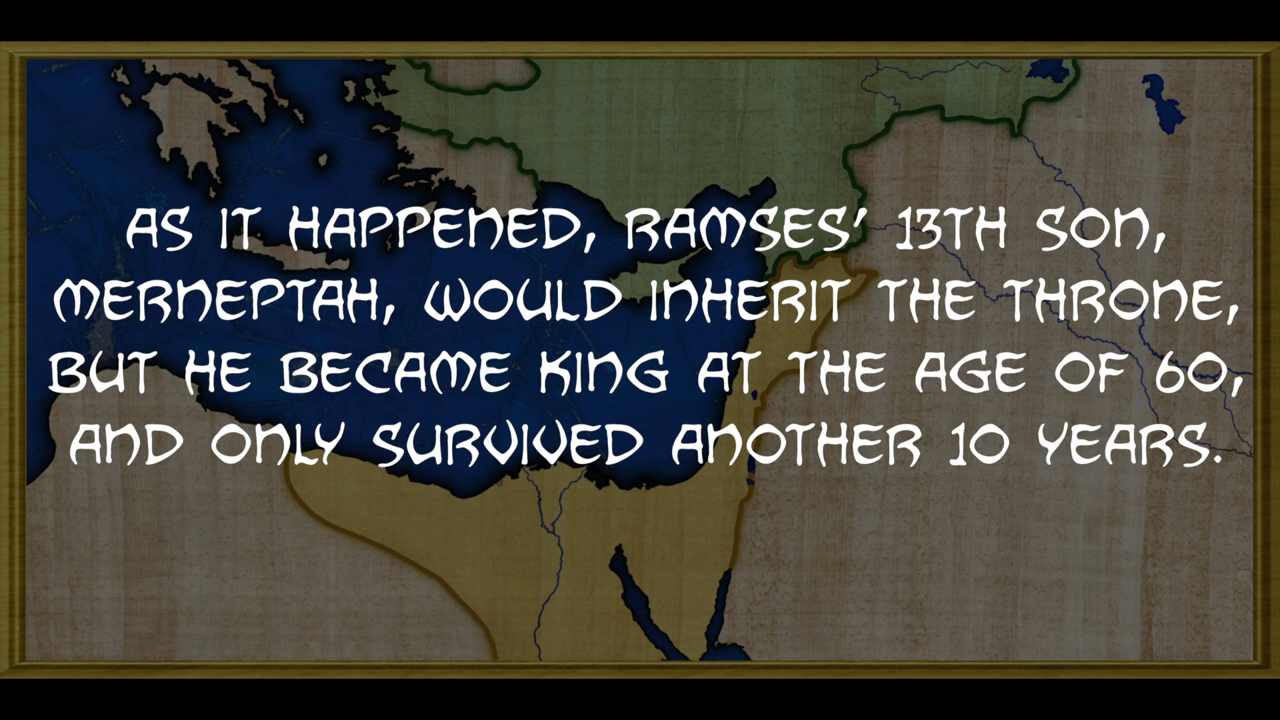 AS IT HAPPENED, RAMSES' 13TH SON,
MERNEPTAH, WOULD INHERIT THE THRONE,
BUT HE BECAME KING AT THE AGE OF 60,
AND ONLY SURVIVED ANOTHER 10 YEARS.